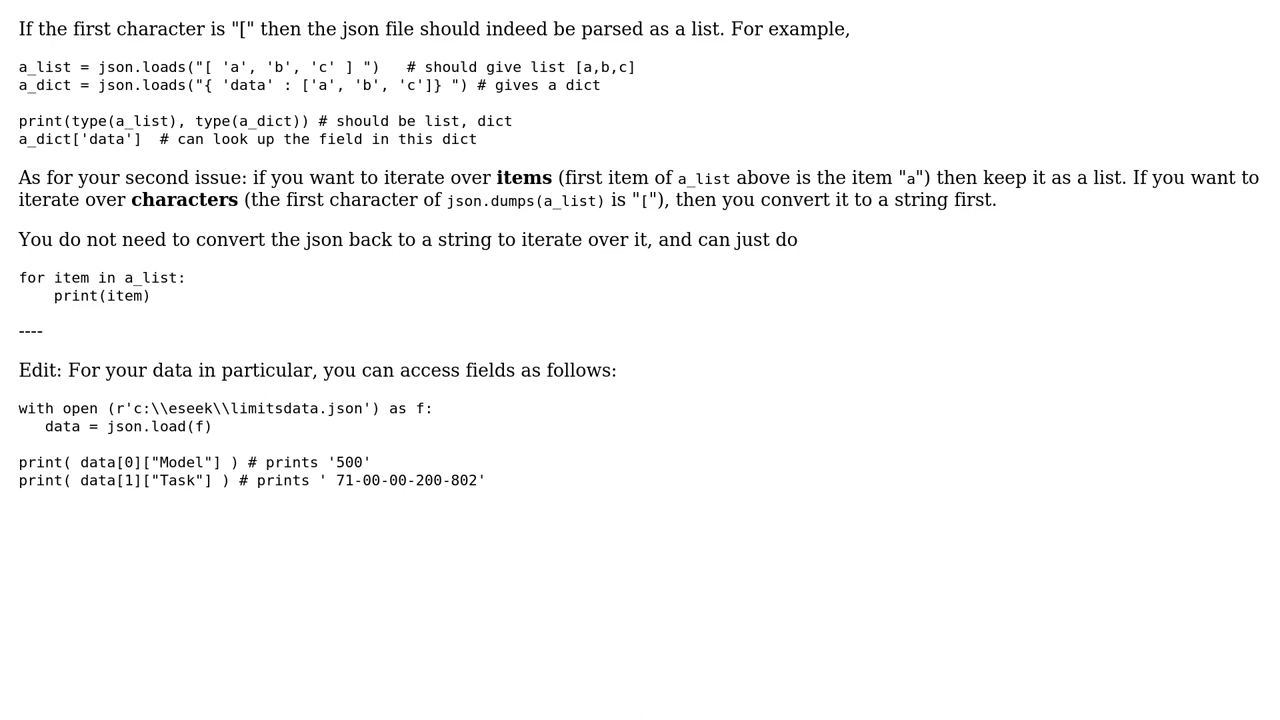 If the first character is "[" then the json file should indeed be parsed as a list. For example,
a_list = json.loads("[ 'a', 'b', 'c' ] ")   # should give list [a,b,c]
a_dict = json.loads("{ 'data' : ['a', 'b', 'c']} ") # gives a dict
print(type(a_list), type(a_dict)) # should be list, dict
a_dict['data']  # can look up the field in this dict
As for your second issue: if you want to iterate over items (first item of a_list above is the item "a") then keep it as a list. If you want to
iterate over characters (the first character of json.dumps(a_list) is "["), then you convert it to a string first.
You do not need to convert the json back to a string to iterate over it, and can just do
for item in a_list:
    print(item)
----
Edit: For your data in particular, you can access fields as follows:
with open (r'c:\\eseek\\limitsdata.json') as f:
   data = json.load(f)
print( data[0]["Model"] ) # prints '500'
print( data[1]["Task"] ) # prints ' 71-00-00-200-802'